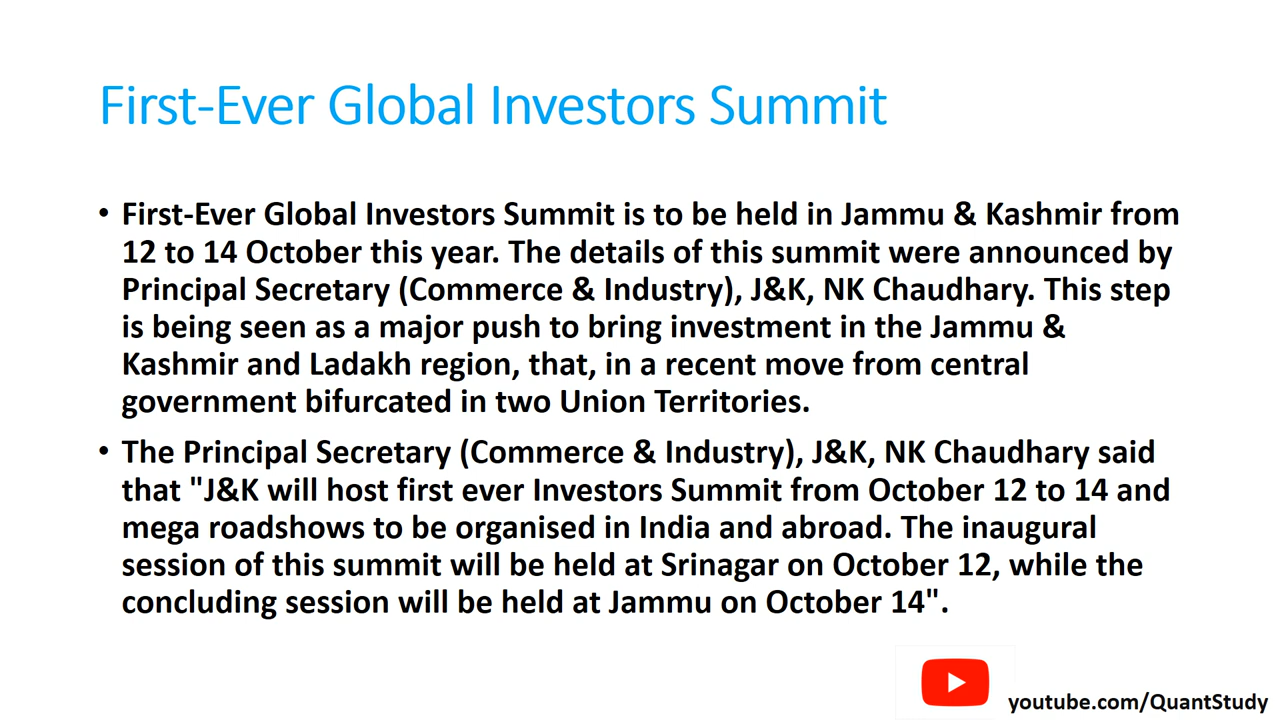 First-Ever Global Investors Summit
• First-Ever Global Investors Summit is to be held in Jammu & Kashmir from
12 to 14 October this year. The details of this summit were announced by
Principal Secretary (Commerce & Industry), J&K, NK Chaudhary. This step
is being seen as a major push to bring investment in the Jammu &
Kashmir and Ladakh region, that, in a recent move from central
government bifurcated in two Union Territories.
• The Principal Secretary (Commerce & Industry), J&K, NK Chaudhary said
that "J&K will host first ever Investors Summit from October 12 to 14 and
mega roadshows to be organised in India and abroad. The inaugural
session of this summit will be held at Srinagar on October 12, while the
concluding session will be held at Jammu on October 14".
youtube.com/QuantStudy